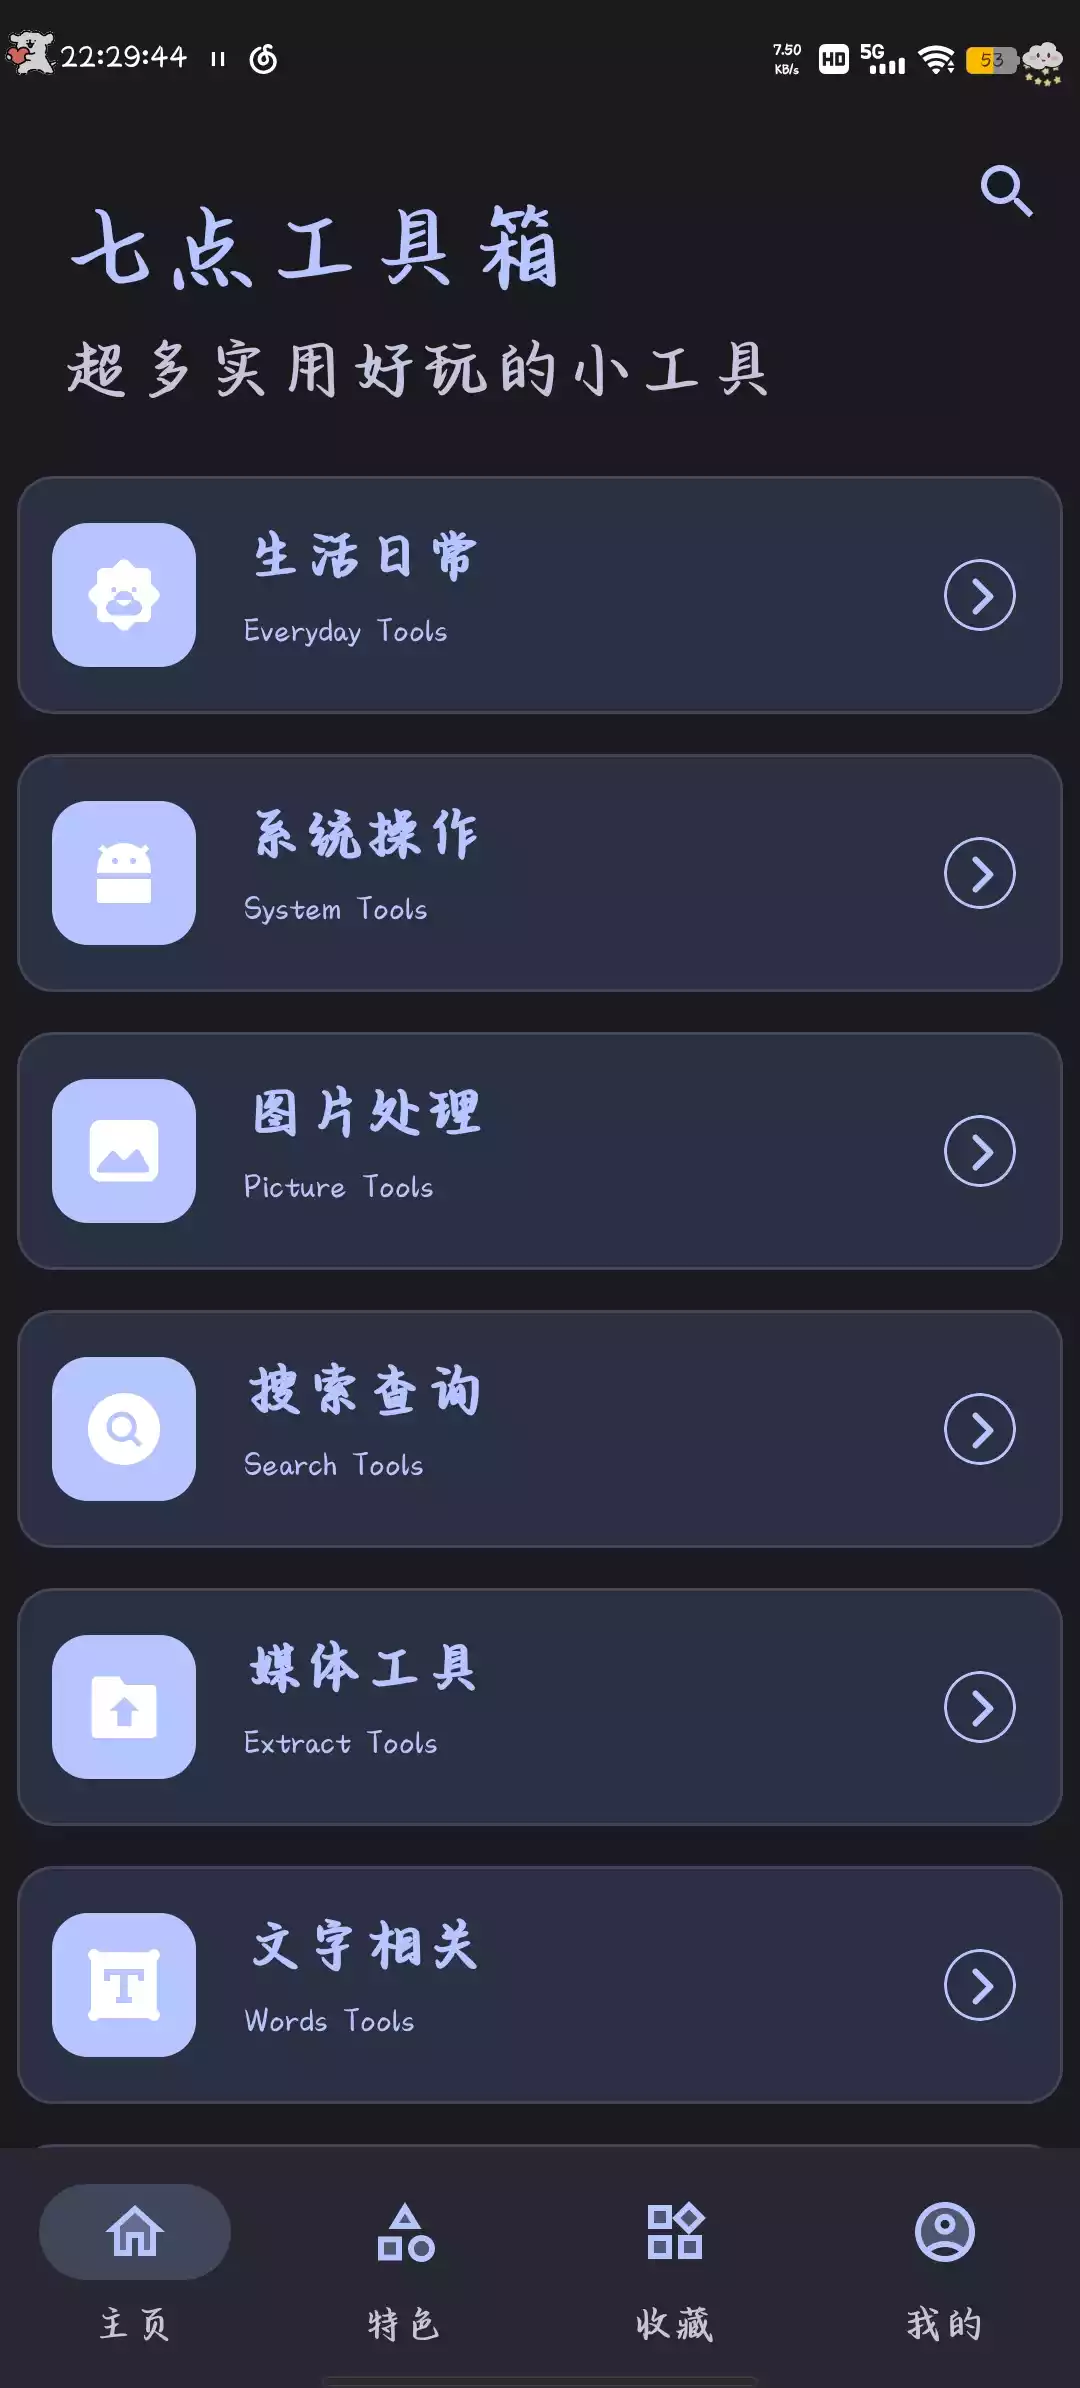 22:29:44
7.50
KB/s
HD
5G
53
七点工具箱
超多实用好玩的小工具
生活日常
Everyday Tools
系统操作
System Tools
图片处理
Picture Tools
搜索查询
Search Tools
媒体工具
Extract Tools
文字相关
Words Tools
主页
特色
收藏
我的